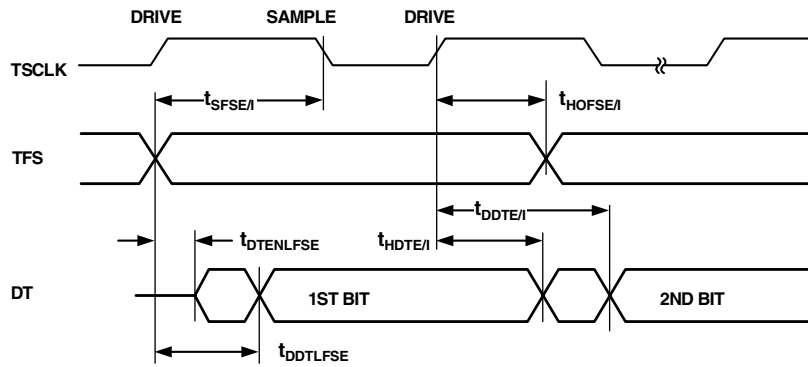 DRIVE SAMPLE DRIVE
TSCLK
tSFSE/I tHOFSE/I
TFS
tDDTE/I
tDTENLFSE tHDTE/I
DT 1ST BIT 2ND BIT
tDDTLFSE